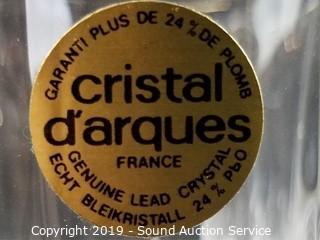 GARANTI PLUS DE 24 % DE PLOMB
cristal
d'arques
FRANCE
GENUINE LEAD CRYSTAL
ECHT BLEIKRISTALL 24 % PbO
Copyright 2019 - Sound Auction Service